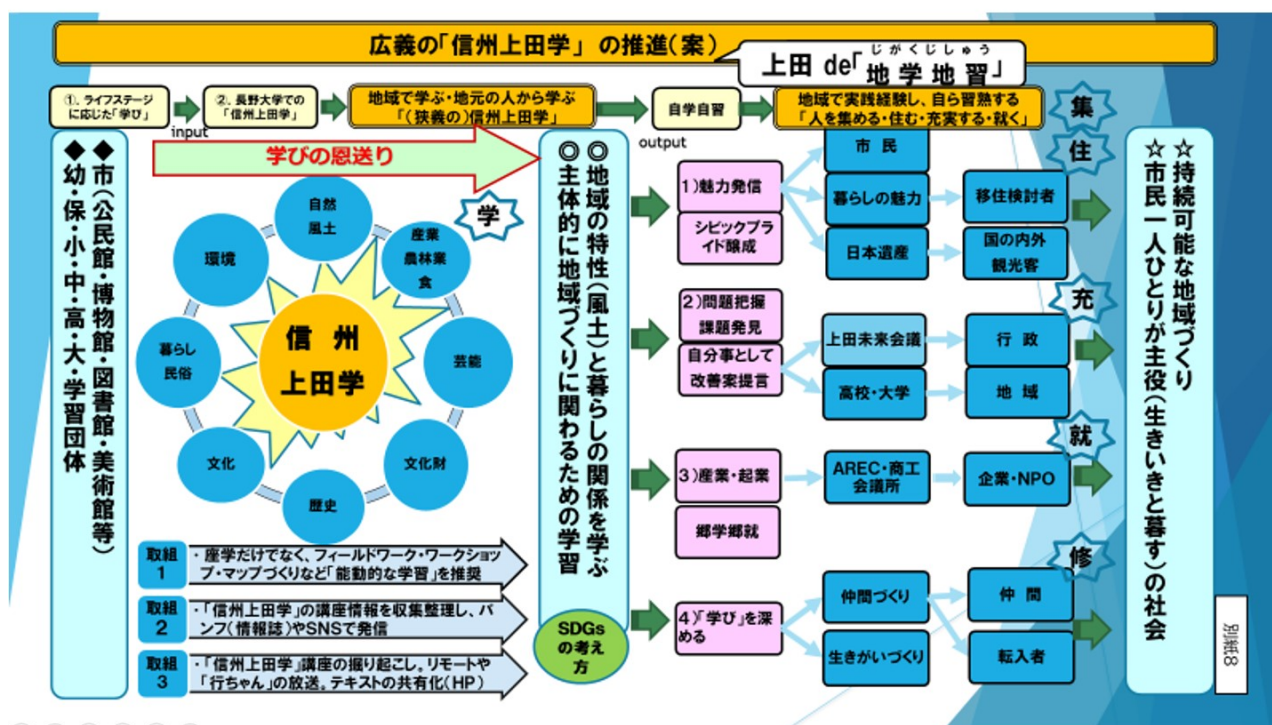 広義の「信州上田学」の推進(案)
じがくじしゅう
上田 de「地学地習」
①．ライフステージ
に応じた「学び」
②．長野大学での
「信州上田学」
地域で学ぶ・地元の人から学ぶ
「(狭義の)信州上田学」
自学自習
地域で実践経験し、自ら習熟する
「人を集める・住む・充実する・就く」
input
output
◆市(公民館・博物館・図書館・美術館等)
◆幼・保・小・中・高・大・学習団体
学びの恩送り
学
自然
風土
産業
農林業
食
芸能
文化財
歴史
文化
暮らし
民俗
環境
信 州
上田学
取組
1
・座学だけでなく、フィールドワーク・ワークショッ
プ・マップづくりなど「能動的な学習」を推奨
取組
2
・「信州上田学」の講座情報を収集整理し、パ
ンフ(情報誌)やSNSで発信
取組
3
・「信州上田学」講座の掘り起こし。リモートや
「行ちゃん」の放送。テキストの共有化(HP)
◎地域の特性(風土)と暮らしの関係を学ぶ
◎主体的に地域づくりに関わるための学習
SDGs
の考え
方
1)魅力発信
シビックプラ
イド醸成
市 民
暮らしの魅力
日本遺産
移住検討者
国の内外
観光客
2)問題把握
課題発見
自分事として
改善案提言
上田未来会議
高校・大学
行 政
地 域
3)産業・起業
郷学郷就
AREC・商工
会議所
企業・NPO
4)「学び」を深
める
仲間づくり
生きがいづくり
仲 間
転入者
集
住
充
就
修
☆持続可能な地域づくり
☆市民一人ひとりが主役(生きいきと暮す)の社会
別紙8